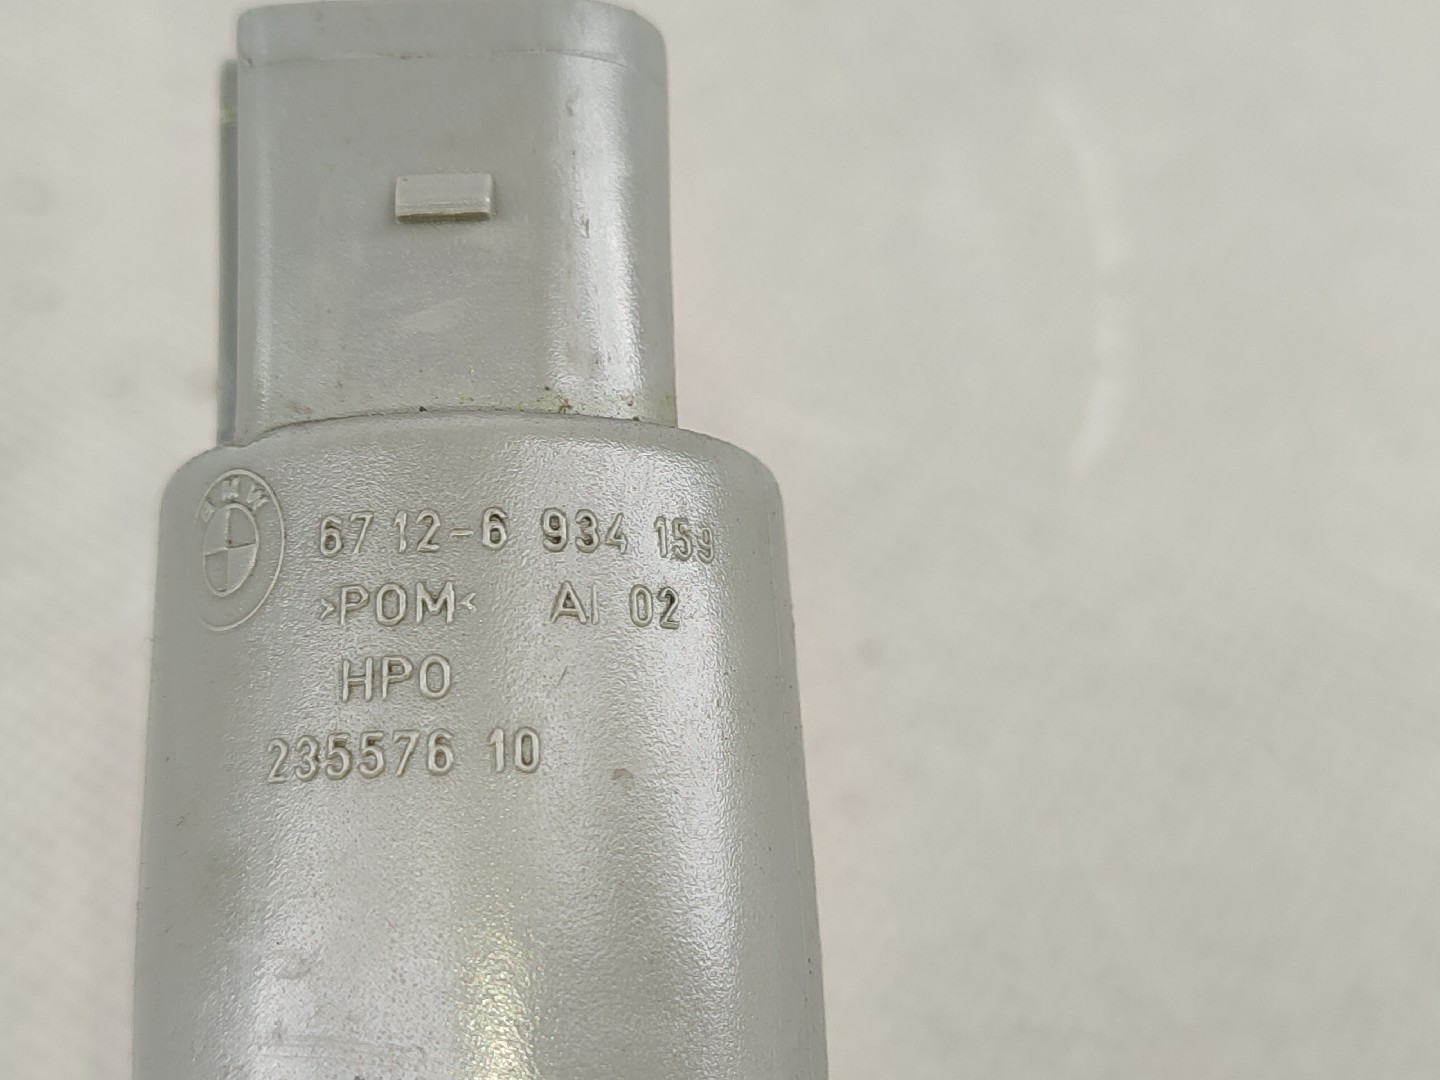 BMW
67.12-6 934 159
>POM< AI 02
HPO
235576 10